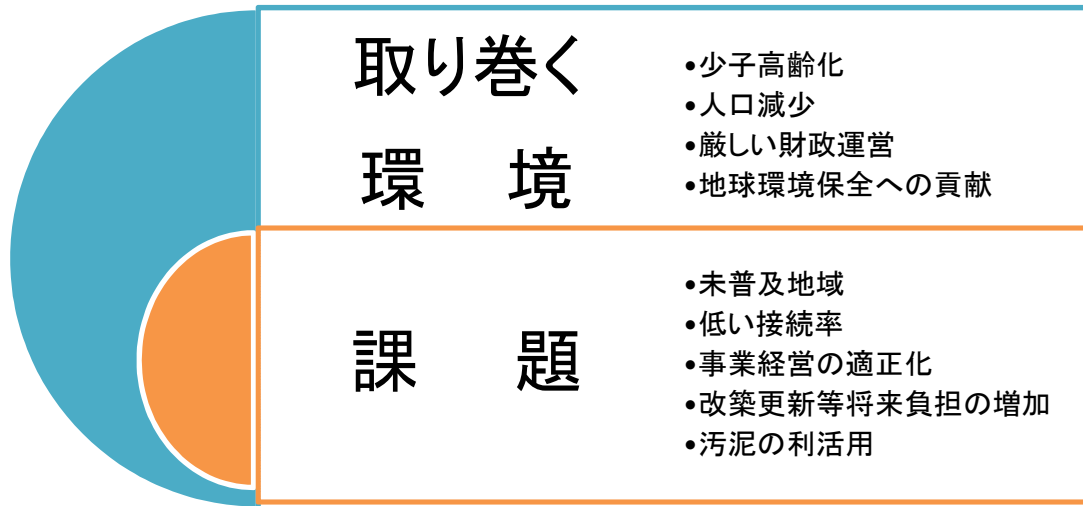 取り巻く
環　境
•少子高齢化
•人口減少
•厳しい財政運営
•地球環境保全への貢献
課　題
•未普及地域
•低い接続率
•事業経営の適正化
•改築更新等将来負担の増加
•汚泥の利活用